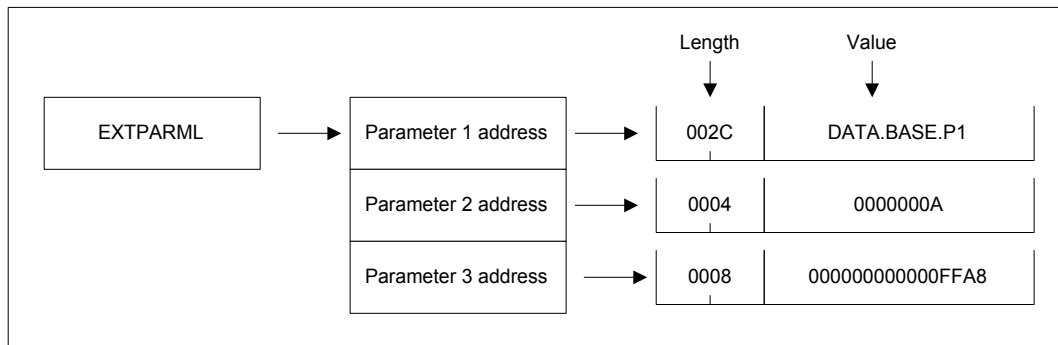 Length Value
EXTPARML Parameter 1 address 002C DATA.BASE.P1
Parameter 2 address 0004 0000000A
Parameter 3 address 0008 000000000000FFA8